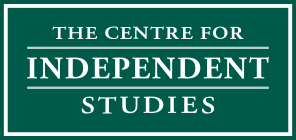 THE CENTRE FOR
INDEPENDENT
STUDIES